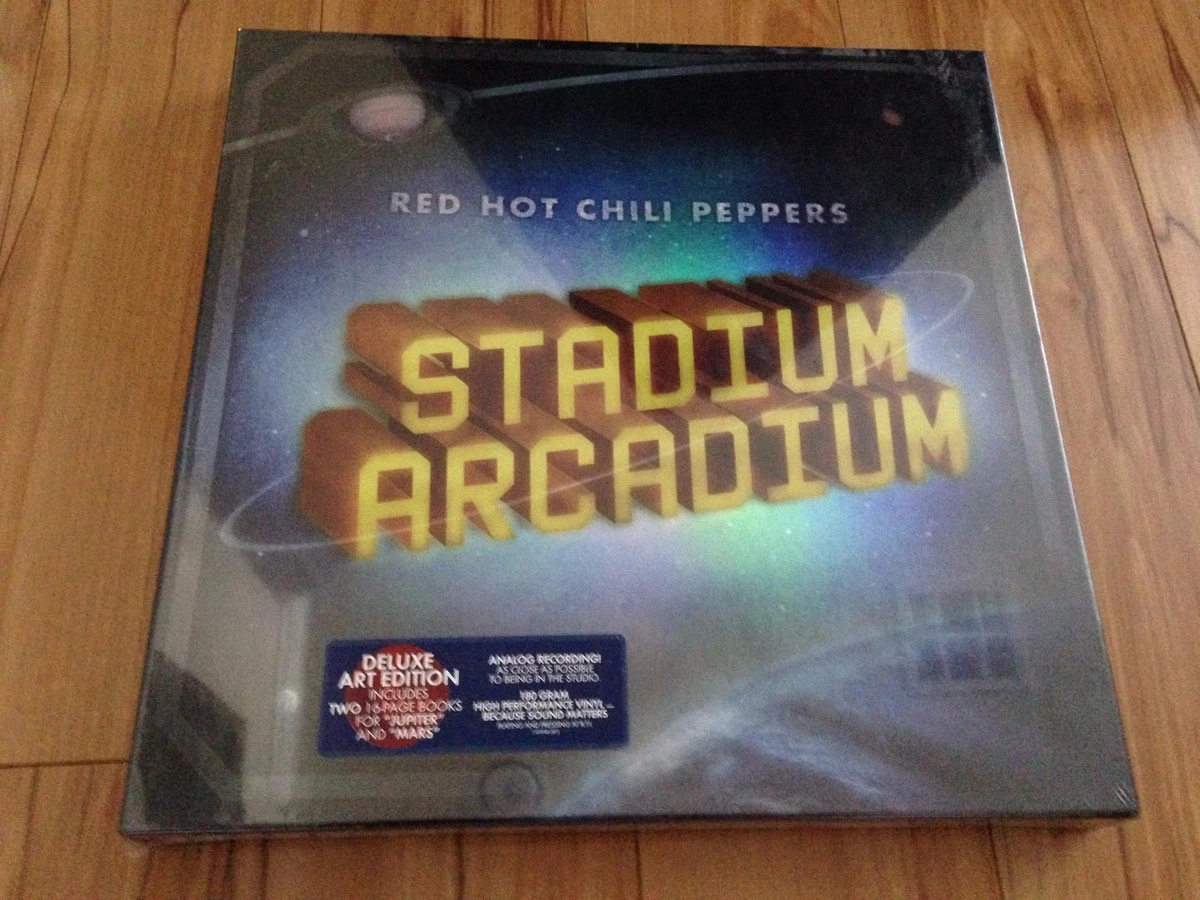 RED HOT CHILI PEPPERS
STADIUM
ARCADIUM
DELUXE
ART EDITION
INCLUDES
TWO 16-PAGE BOOKS
FOR "JUPITER"
AND "MARS"
ANALOG RECORDING!
AS CLOSE AS POSSIBLE
TO BEING IN THE STUDIO.
180 GRAM
HIGH PERFORMANCE VINYL...
BECAUSE SOUND MATTERS